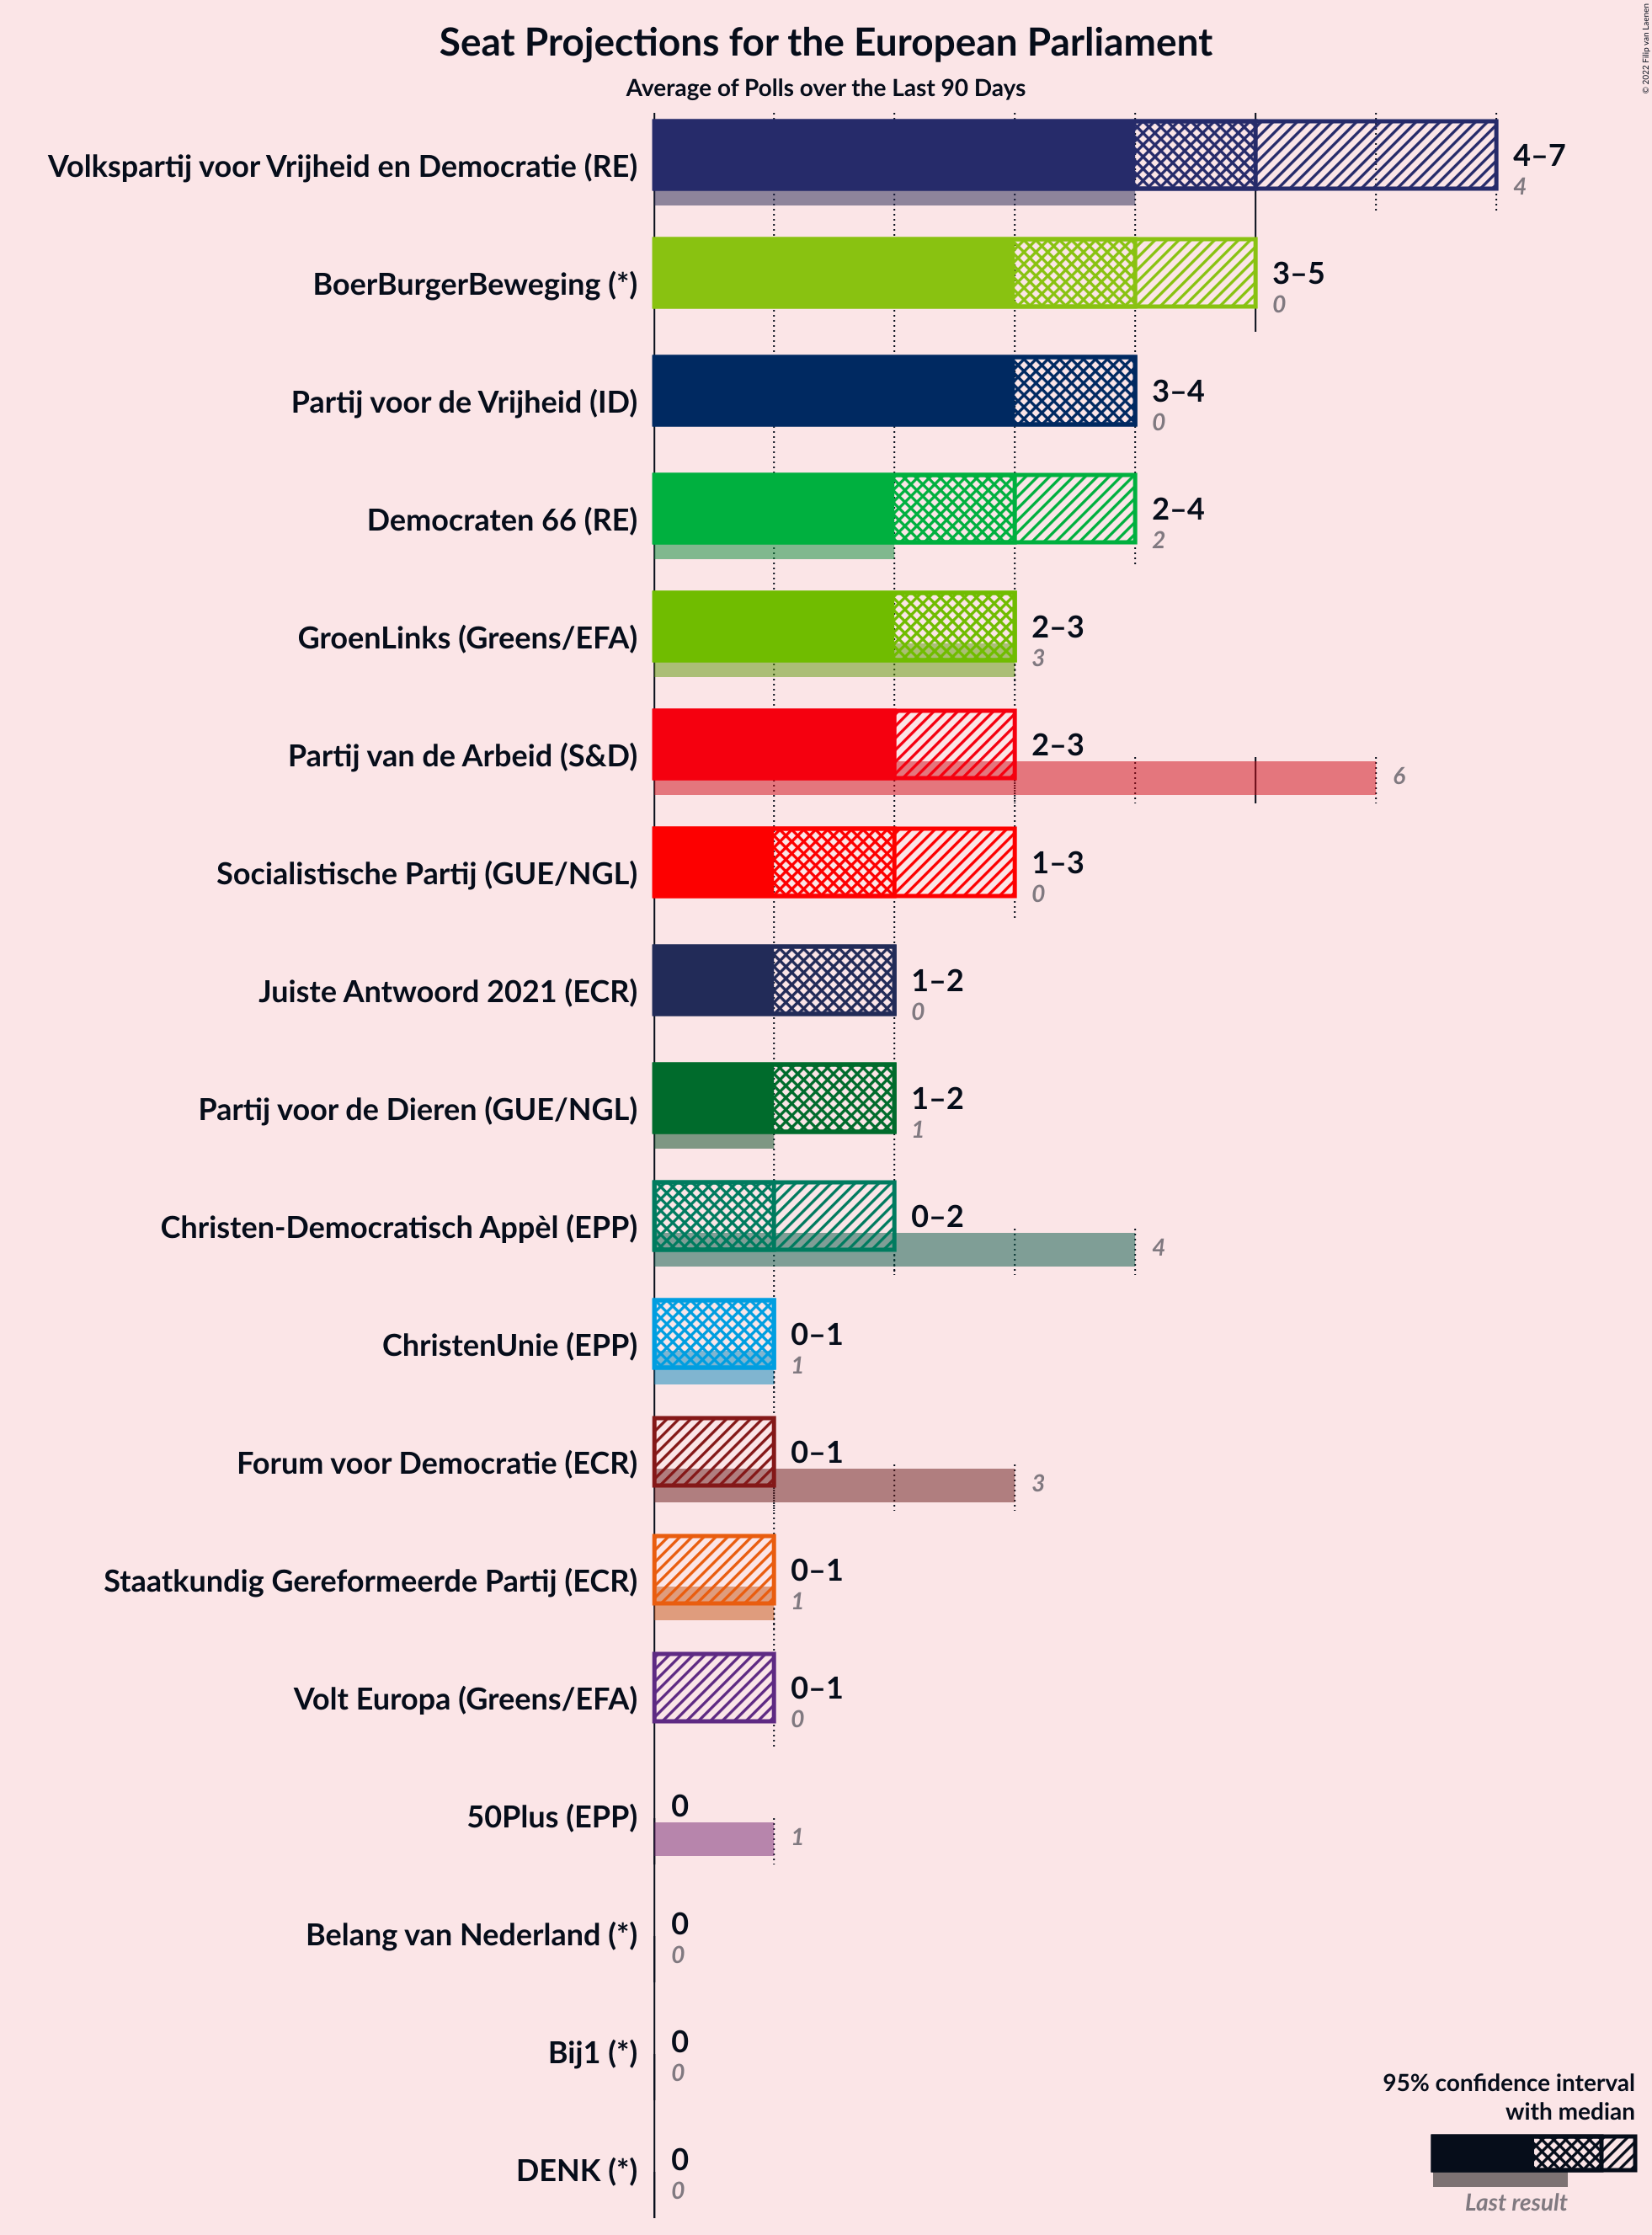 © 2022 Filip van Laenen
Seat Projections for the European Parliament
Average of Polls over the Last 90 Days
Volkspartij voor Vrijheid en Democratie (RE)
4–7
4
BoerBurgerBeweging (*)
3–5
0
Partij voor de Vrijheid (ID)
3–4
0
Democraten 66 (RE)
2–4
2
GroenLinks (Greens/EFA)
2–3
3
Partij van de Arbeid (S&D)
2–3
6
Socialistische Partij (GUE/NGL)
1–3
0
Juiste Antwoord 2021 (ECR)
1–2
0
Partij voor de Dieren (GUE/NGL)
1–2
1
Christen-Democratisch Appèl (EPP)
0–2
4
ChristenUnie (EPP)
0–1
1
Forum voor Democratie (ECR)
0–1
3
Staatkundig Gereformeerde Partij (ECR)
0–1
1
Volt Europa (Greens/EFA)
0–1
0
50Plus (EPP)
0
1
Belang van Nederland (*)
0
0
Bij1 (*)
0
0
DENK (*)
0
0
95% confidence interval
with median
Last result